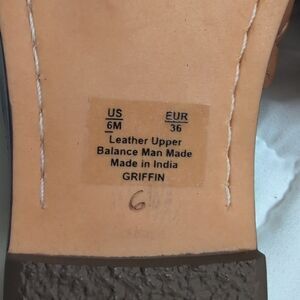 US EUR
6M 36
Leather Upper
Balance Man Made
Made in India
GRIFFIN
6